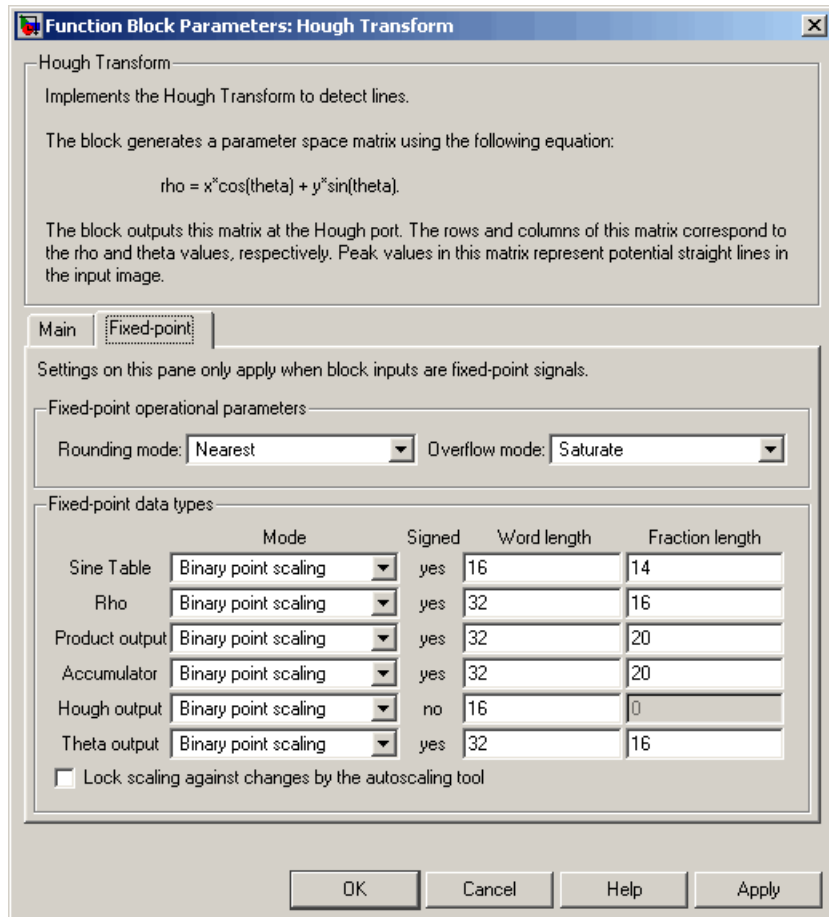 Function Block Parameters: Hough Transform
Hough Transform
Implements the Hough Transform to detect lines.
The block generates a parameter space matrix using the following equation:
rho = x*cos(theta) + y*sin(theta).
The block outputs this matrix at the Hough port. The rows and columns of this matrix correspond to
the rho and theta values, respectively. Peak values in this matrix represent potential straight lines in
the input image.
Main Fixed-point
Settings on this pane only apply when block inputs are fixed-point signals.
Fixed-point operational parameters
Rounding mode: Nearest Overflow mode: Saturate
Fixed-point data types
Mode Signed Word length Fraction length
Sine Table Binary point scaling yes 16 14
Rho Binary point scaling yes 32 16
Product output Binary point scaling yes 32 20
Accumulator Binary point scaling yes 32 20
Hough output Binary point scaling no 16 0
Theta output Binary point scaling yes 32 16
Lock scaling against changes by the autoscaling tool
OK Cancel Help Apply